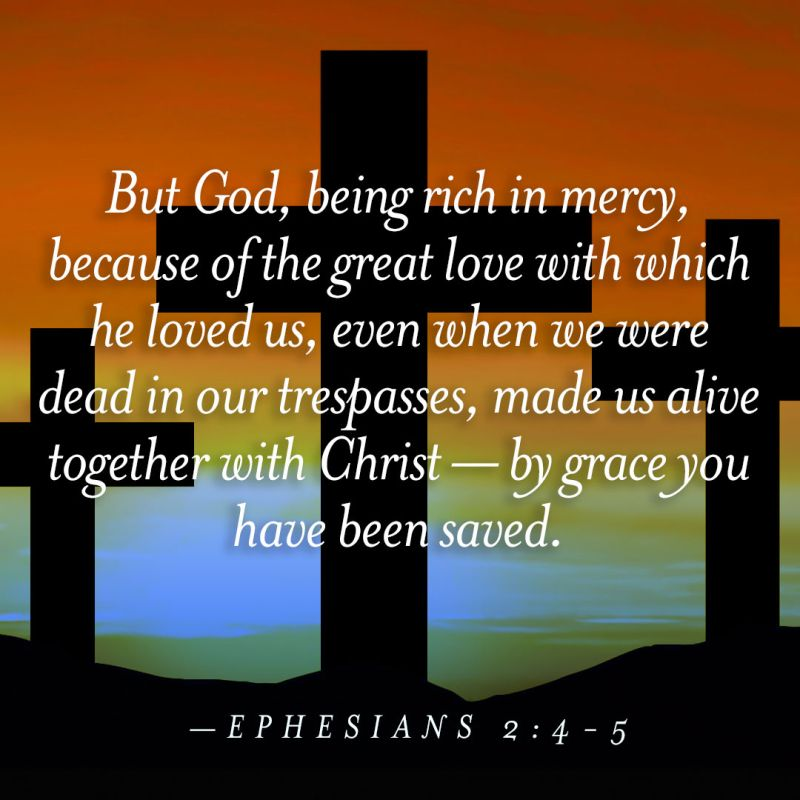 But God, being rich in mercy,
because of the great love with which
he loved us, even when we were
dead in our trespasses, made us alive
together with Christ — by grace you
have been saved.
—EPHESIANS 2:4-5